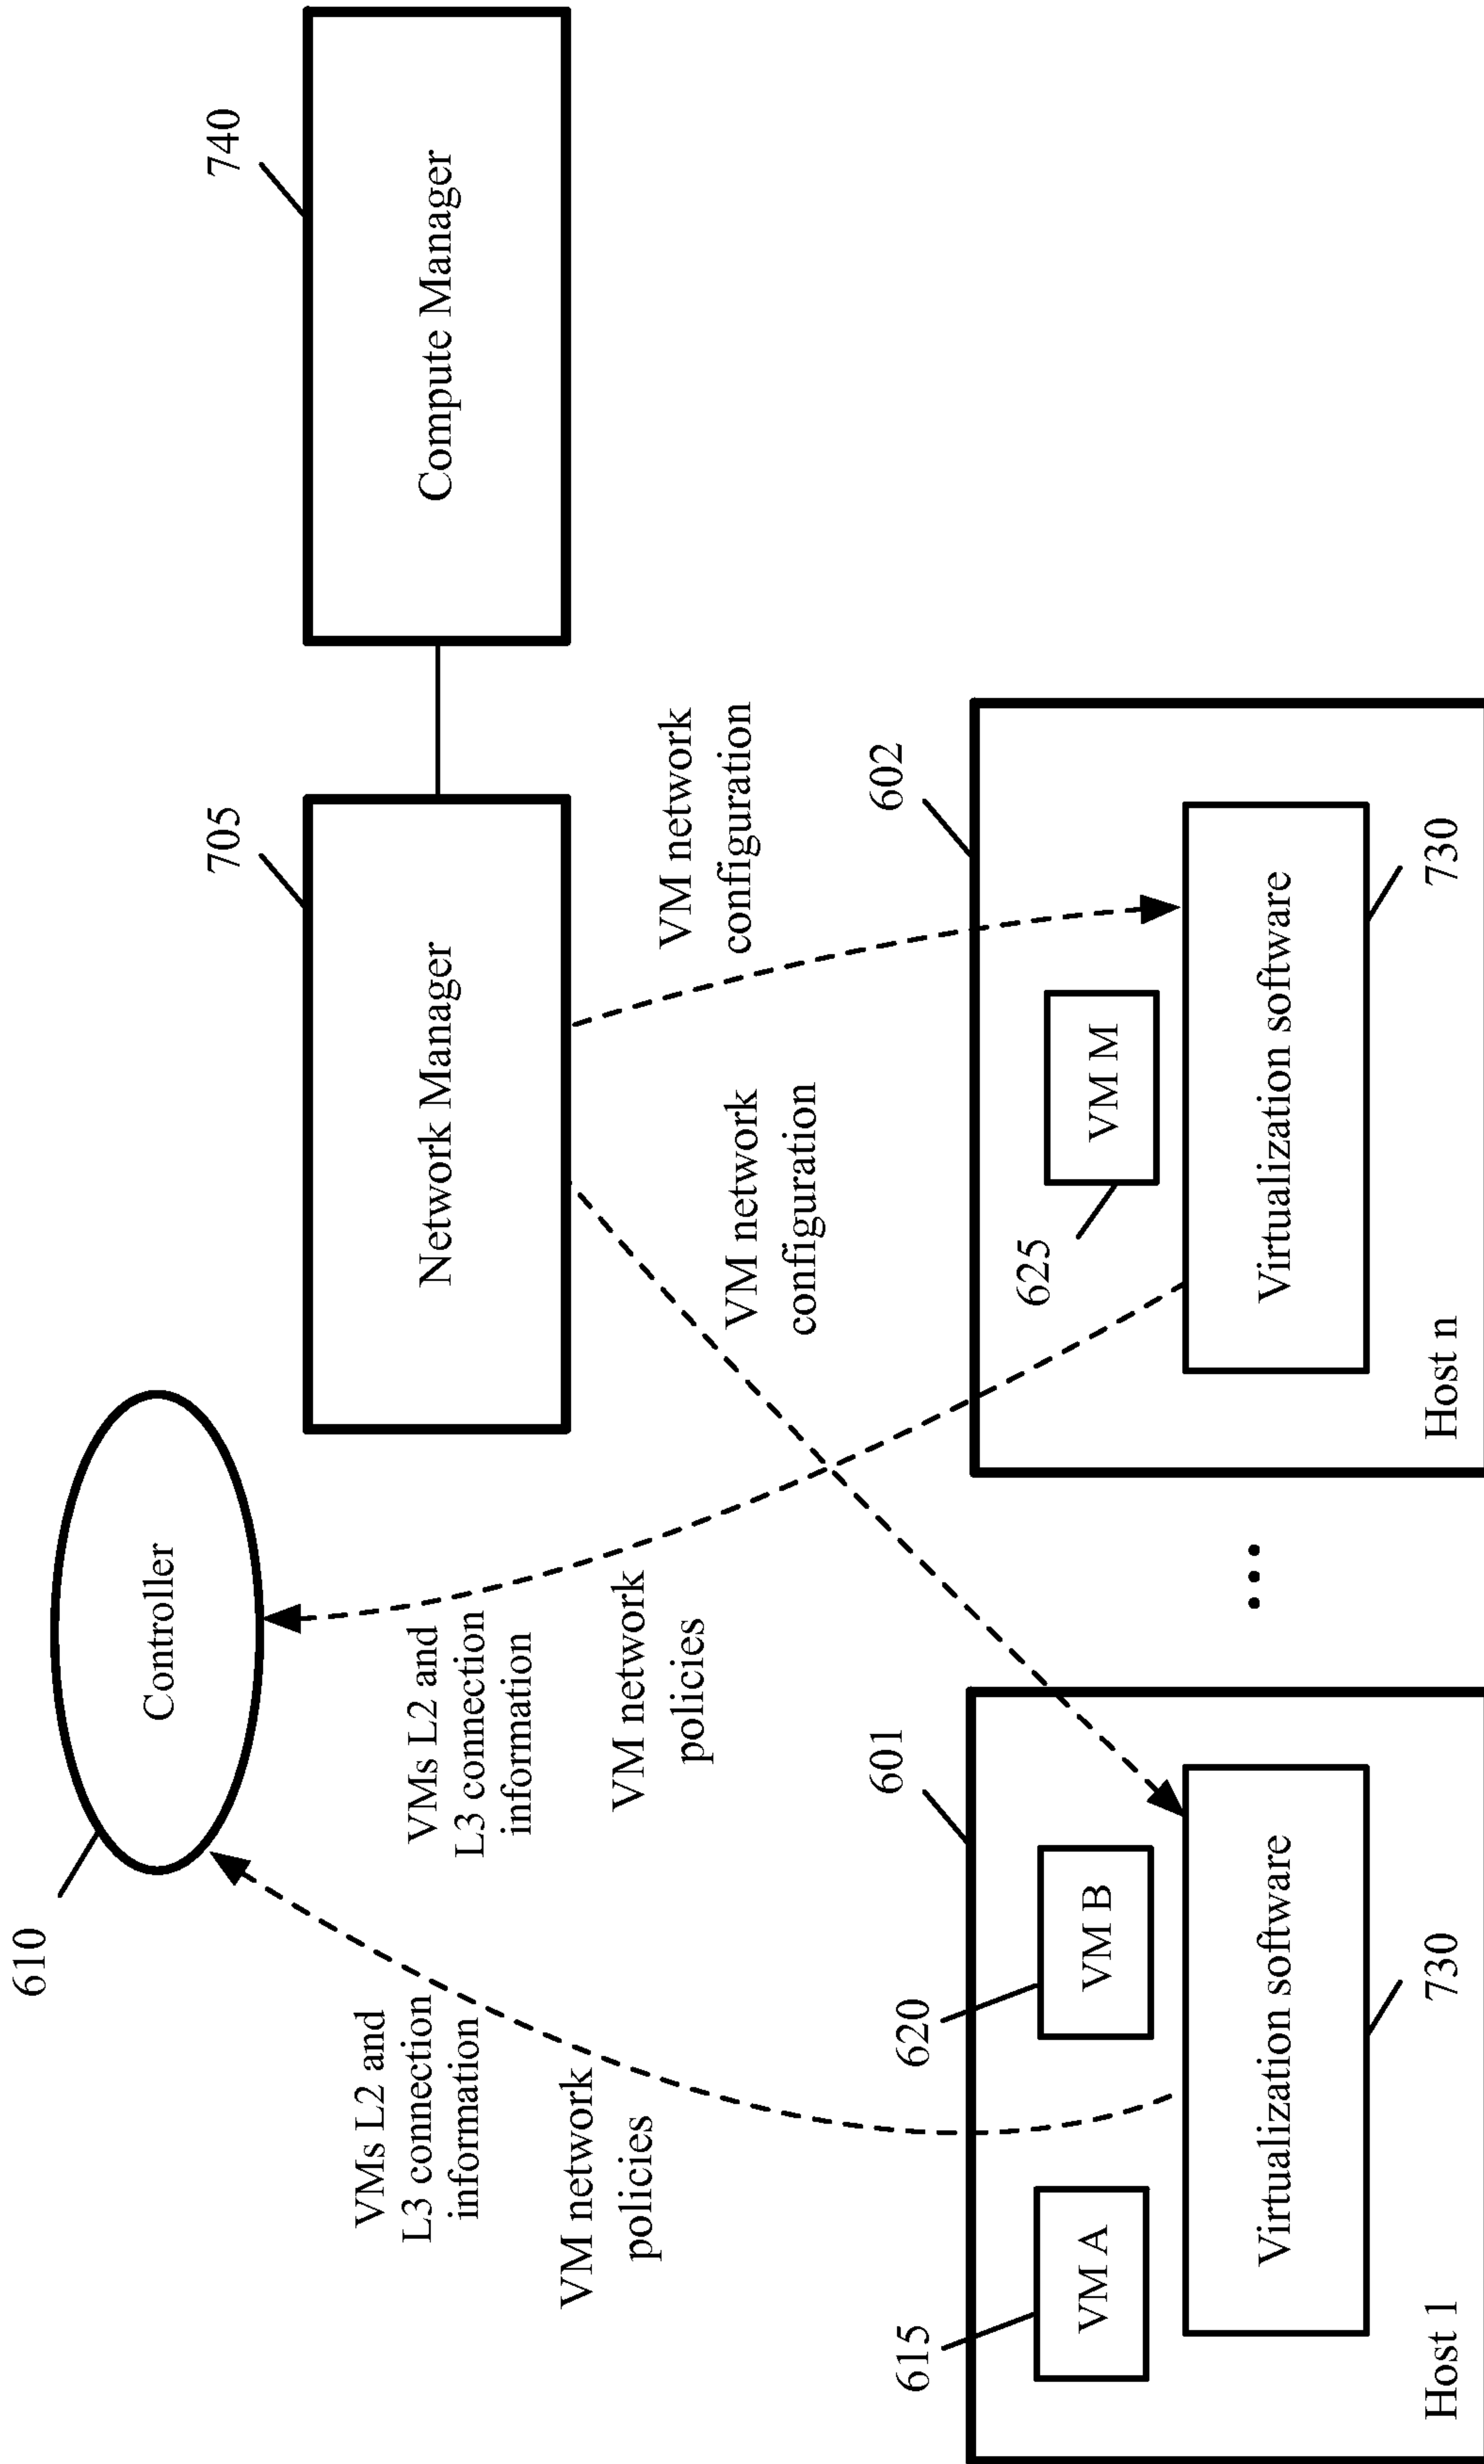 610
Controller
705
Network Manager
740
Compute Manager
VMs L2 and
L3 connection
information
VM network
policies
VMs L2 and
L3 connection
information
VM network
policies
VM network
configuration
VM network
configuration
601
615
VM A
620
VM B
Virtualization software
730
Host 1
...
602
625
VM M
Virtualization software
730
Host n